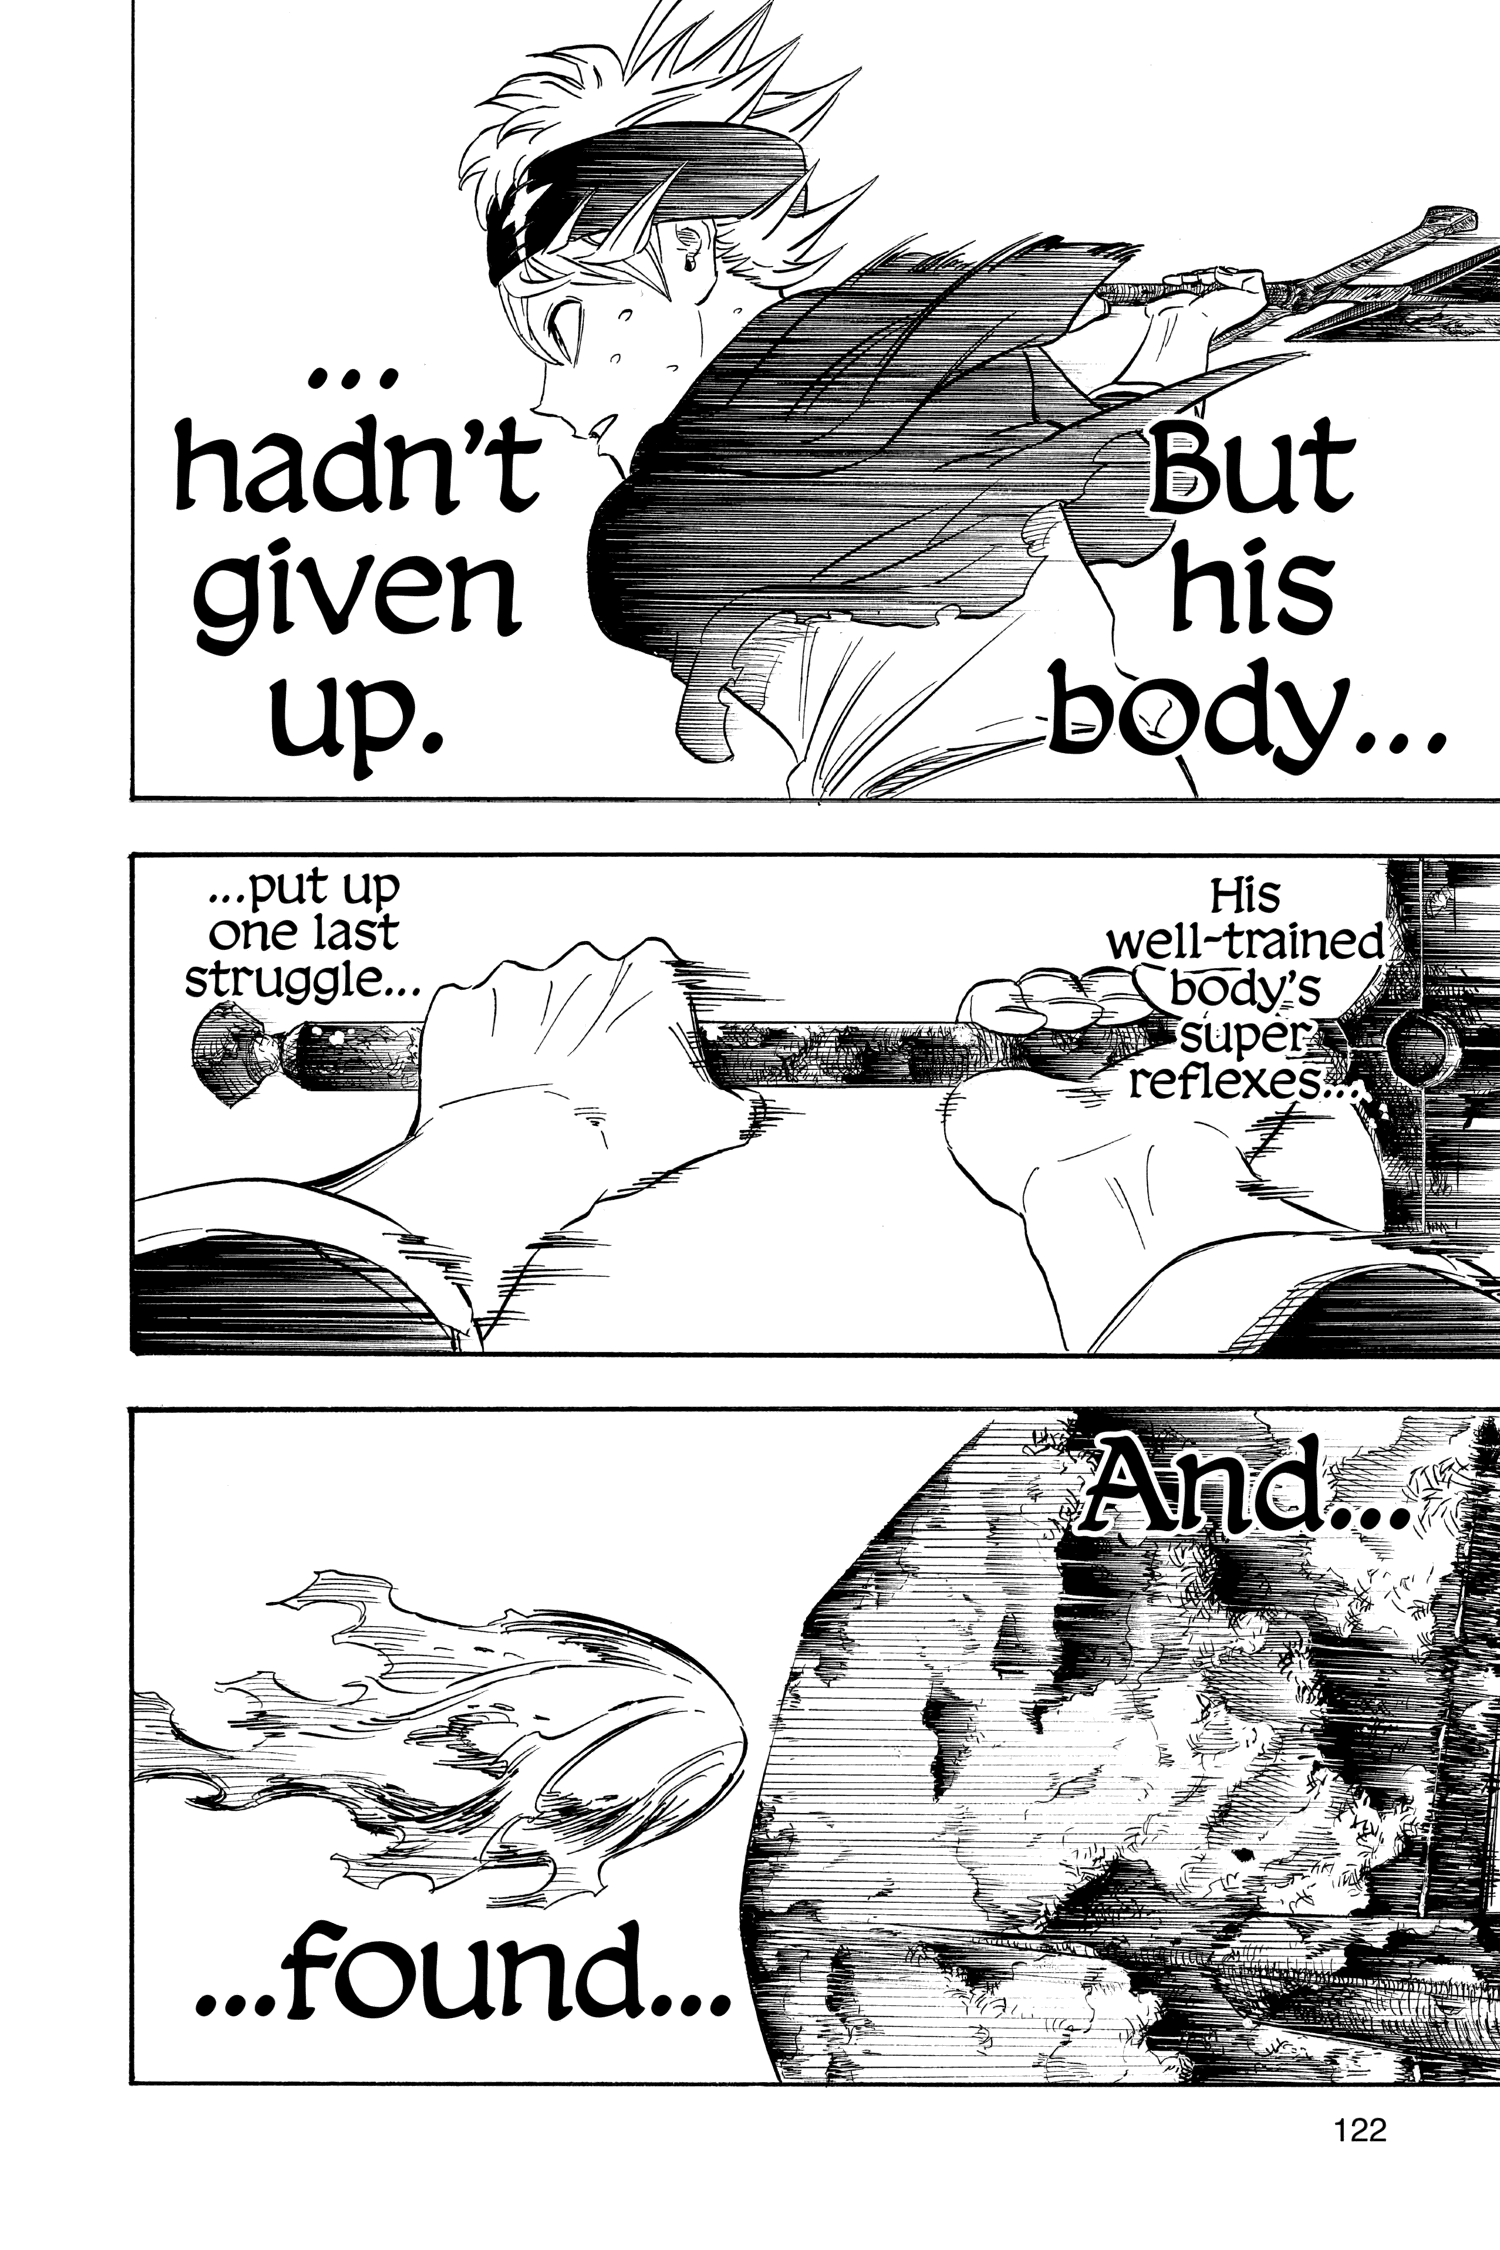 But
his
body...
...
hadn't
given
up.
His
well-trained
body's
super
reflexes...
...put up
one last
struggle...
And...
...found...
122